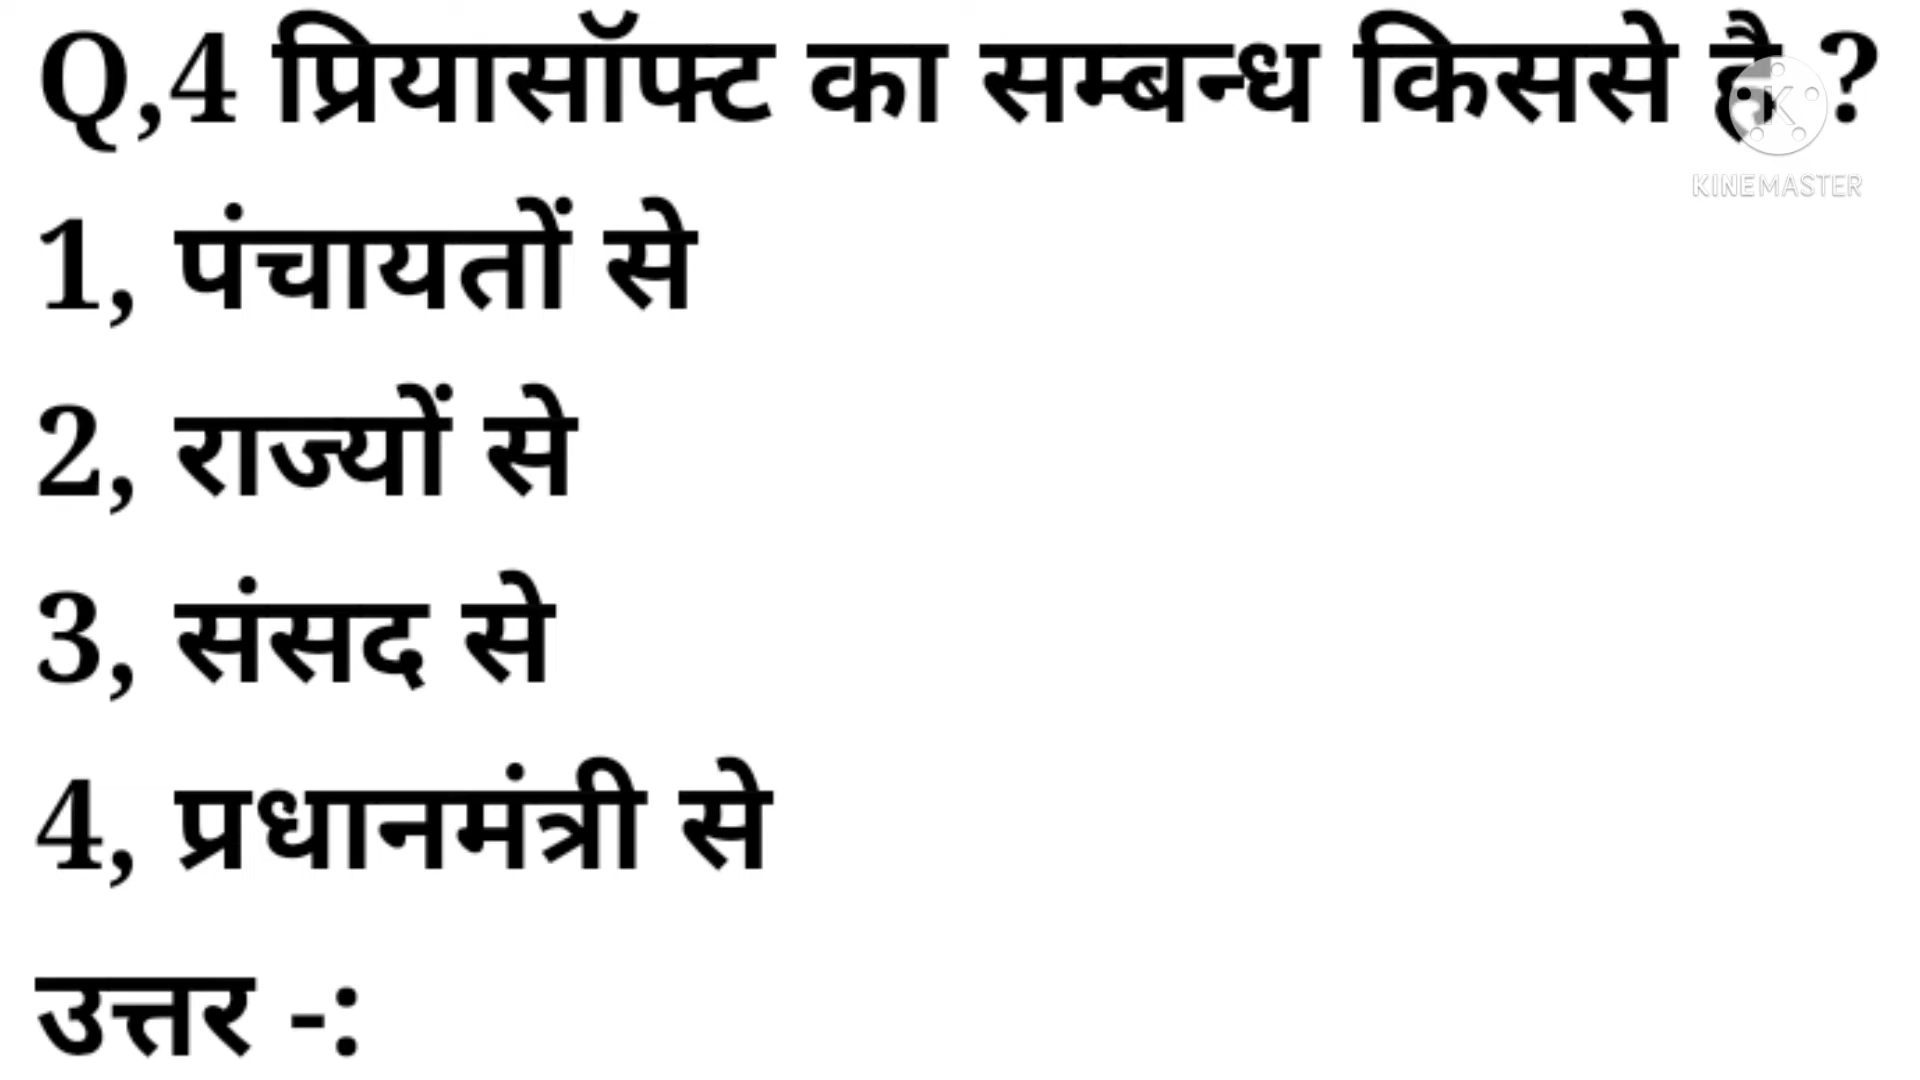 Q,4 प्रियासॉफ्ट का सम्बन्ध किससे है ?
KINEMASTER
1, पंचायतों से
2, राज्यों से
3, संसद से
4, प्रधानमंत्री से
उत्तर -: